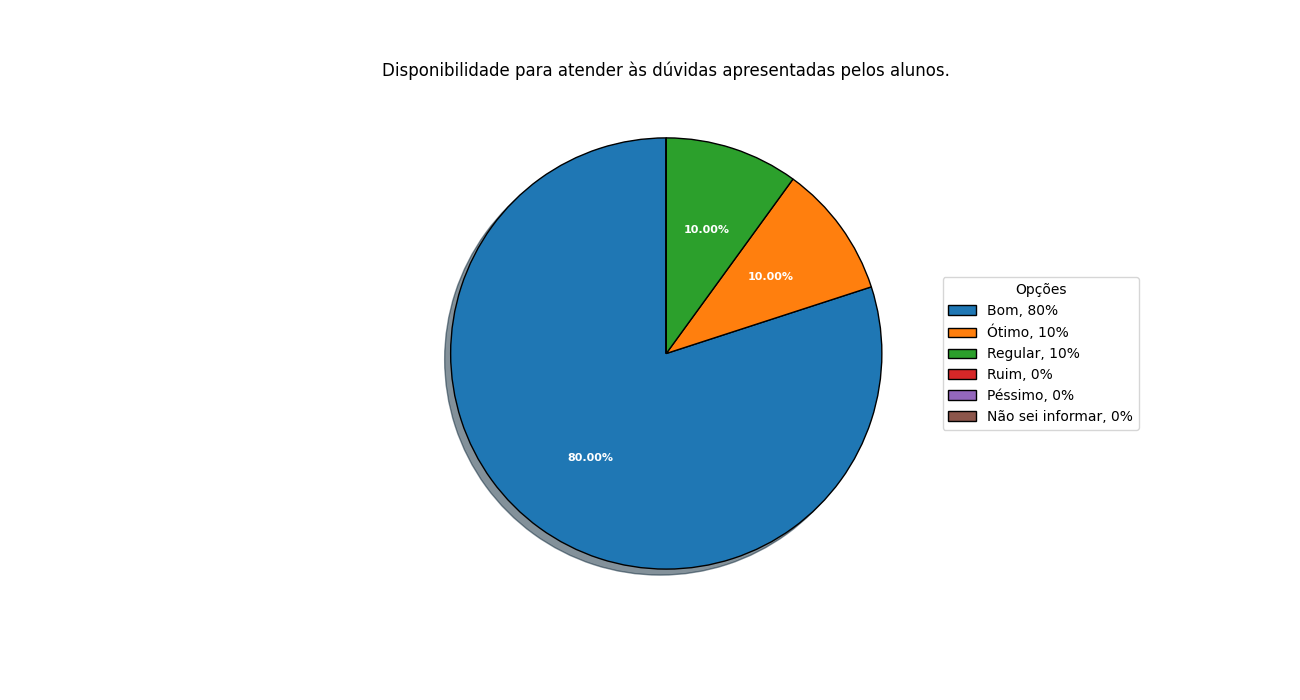 Disponibilidade para atender às dúvidas apresentadas pelos alunos.
10.00%
10.00%
80.00%
Opções
Bom, 80%
Ótimo, 10%
Regular, 10%
Ruim, 0%
Péssimo, 0%
Não sei informar, 0%